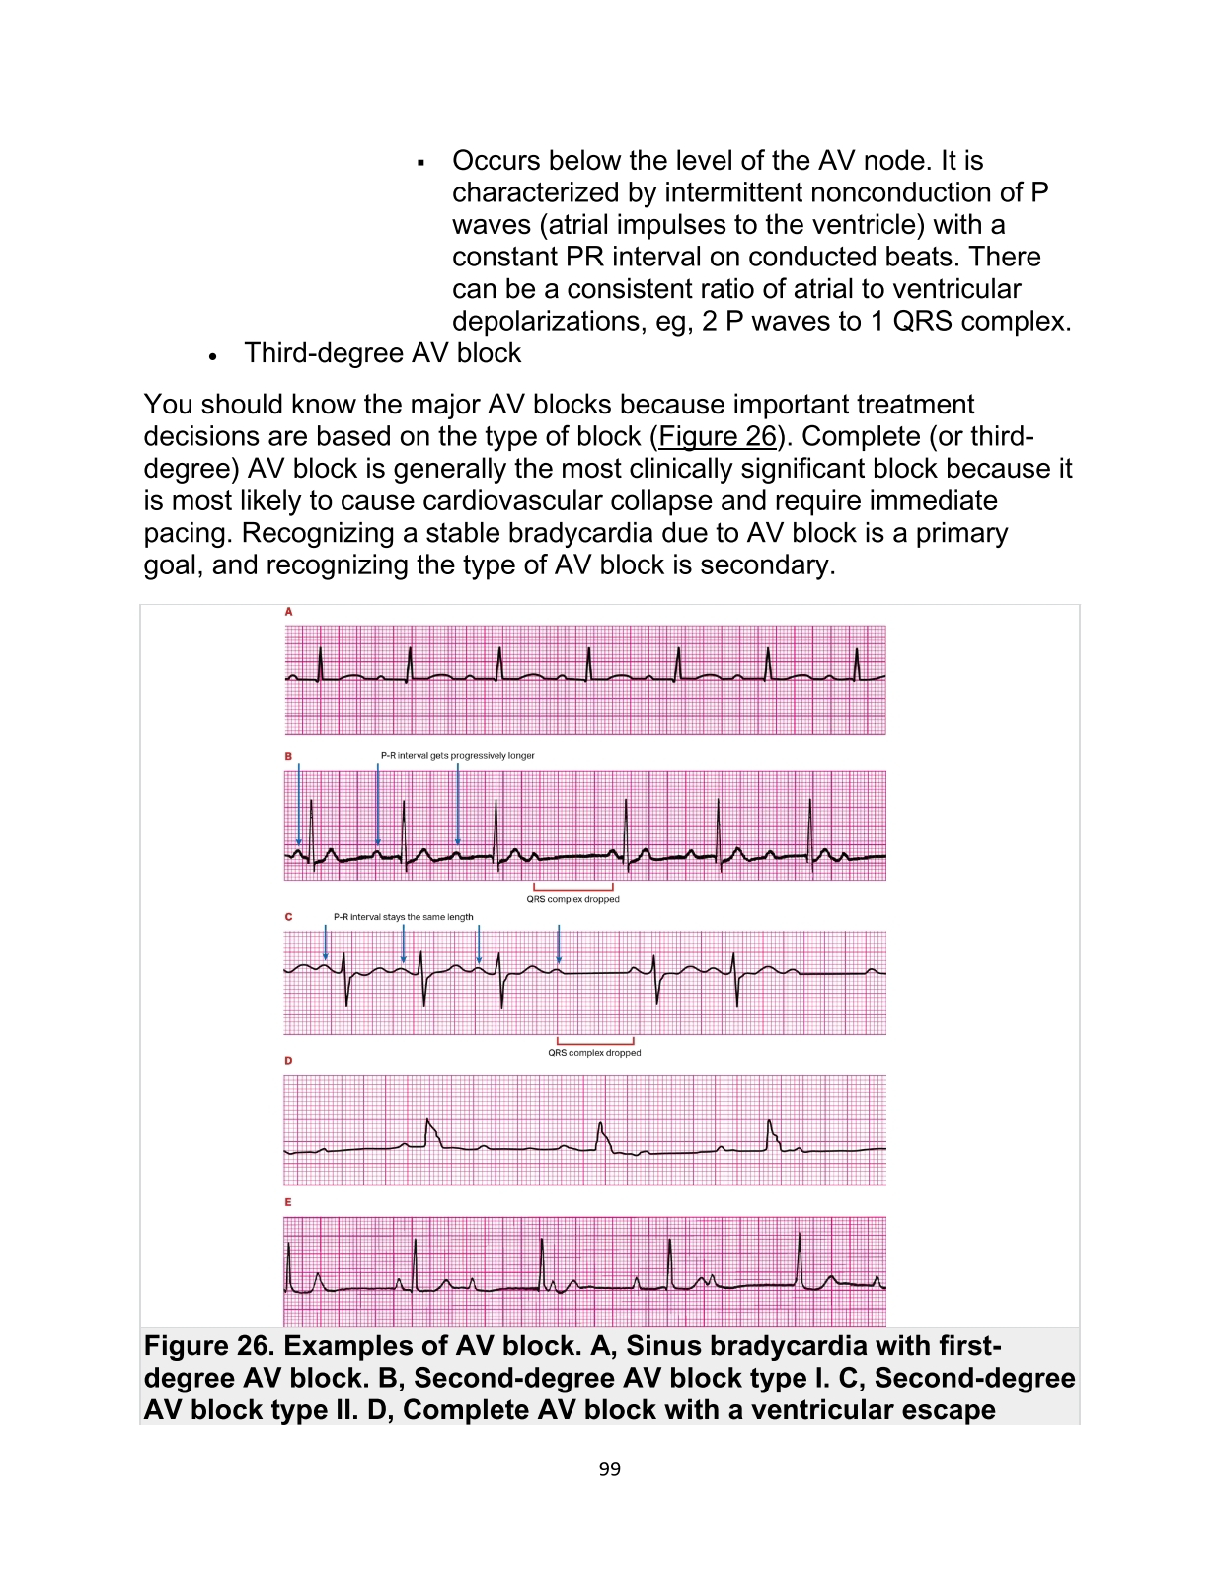 ▪ Occurs below the level of the AV node. It is
characterized by intermittent nonconduction of P
waves (atrial impulses to the ventricle) with a
constant PR interval on conducted beats. There
can be a consistent ratio of atrial to ventricular
depolarizations, eg, 2 P waves to 1 QRS complex.
• Third-degree AV block
You should know the major AV blocks because important treatment
decisions are based on the type of block (Figure 26). Complete (or third-
degree) AV block is generally the most clinically significant block because it
is most likely to cause cardiovascular collapse and require immediate
pacing. Recognizing a stable bradycardia due to AV block is a primary
goal, and recognizing the type of AV block is secondary.
A
B P-R interval gets progressively longer
QRS compex dropped
C P-R interval stays the same length
QRS complex dropped
D
E
Figure 26. Examples of AV block. A, Sinus bradycardia with first-
degree AV block. B, Second-degree AV block type I. C, Second-degree
AV block type II. D, Complete AV block with a ventricular escape
99